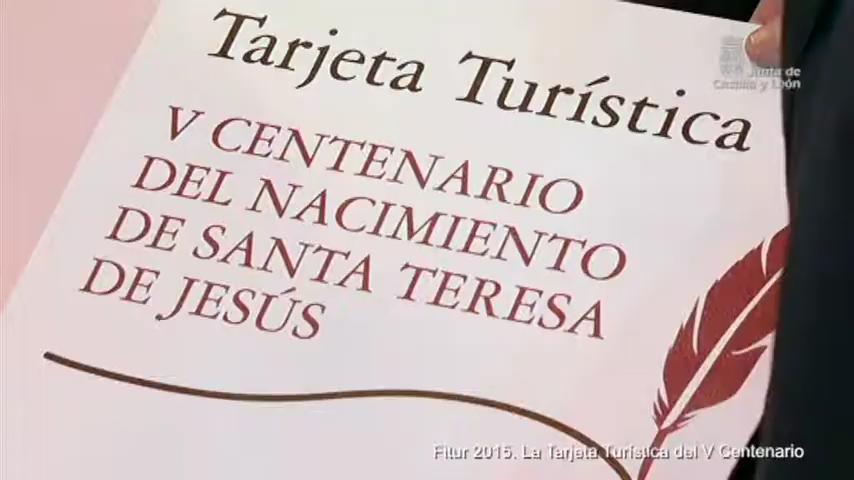 Tarjeta Turística
Junta de
Castilla y León
V CENTENARIO
DEL NACIMIENTO
DE SANTA TERESA
DE JESÚS
Fitur 2015. La Tarjeta Turística del V Centenario